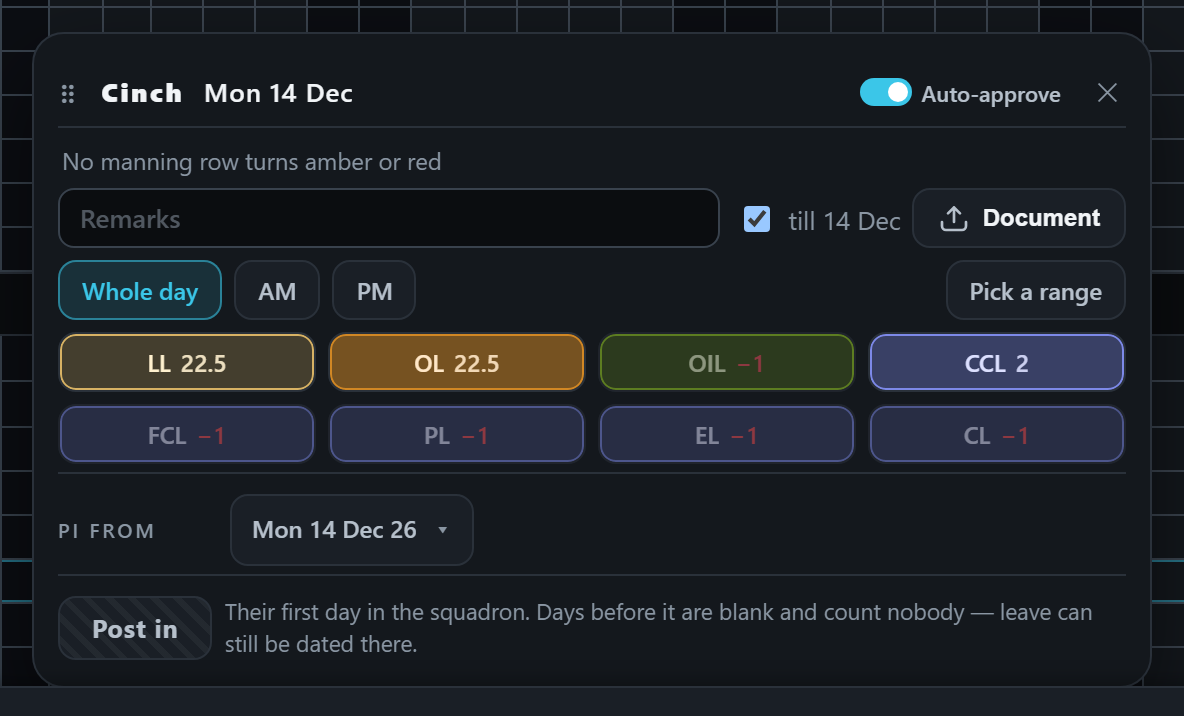 Cinch Mon 14 Dec Auto-approve
No manning row turns amber or red
Remarks till 14 Dec Document
Whole day AM PM Pick a range
LL 22.5 OL 22.5 OIL −1 CCL 2
FCL −1 PL −1 EL −1 CL −1
PI FROM Mon 14 Dec 26
Post in Their first day in the squadron. Days before it are blank and count nobody — leave can
still be dated there.